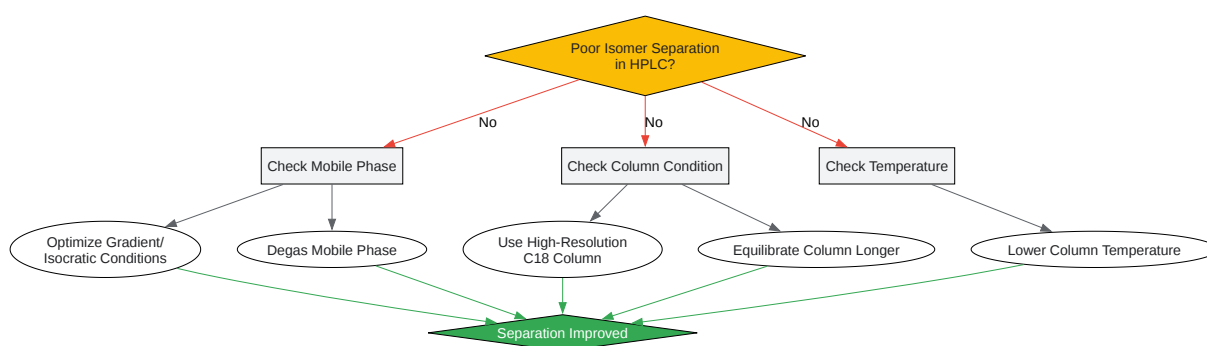 Poor Isomer Separation
in HPLC?
No
No
No
Check Mobile Phase
Check Column Condition
Check Temperature
Optimize Gradient/
Isocratic Conditions
Degas Mobile Phase
Use High-Resolution
C18 Column
Equilibrate Column Longer
Lower Column Temperature
Separation Improved